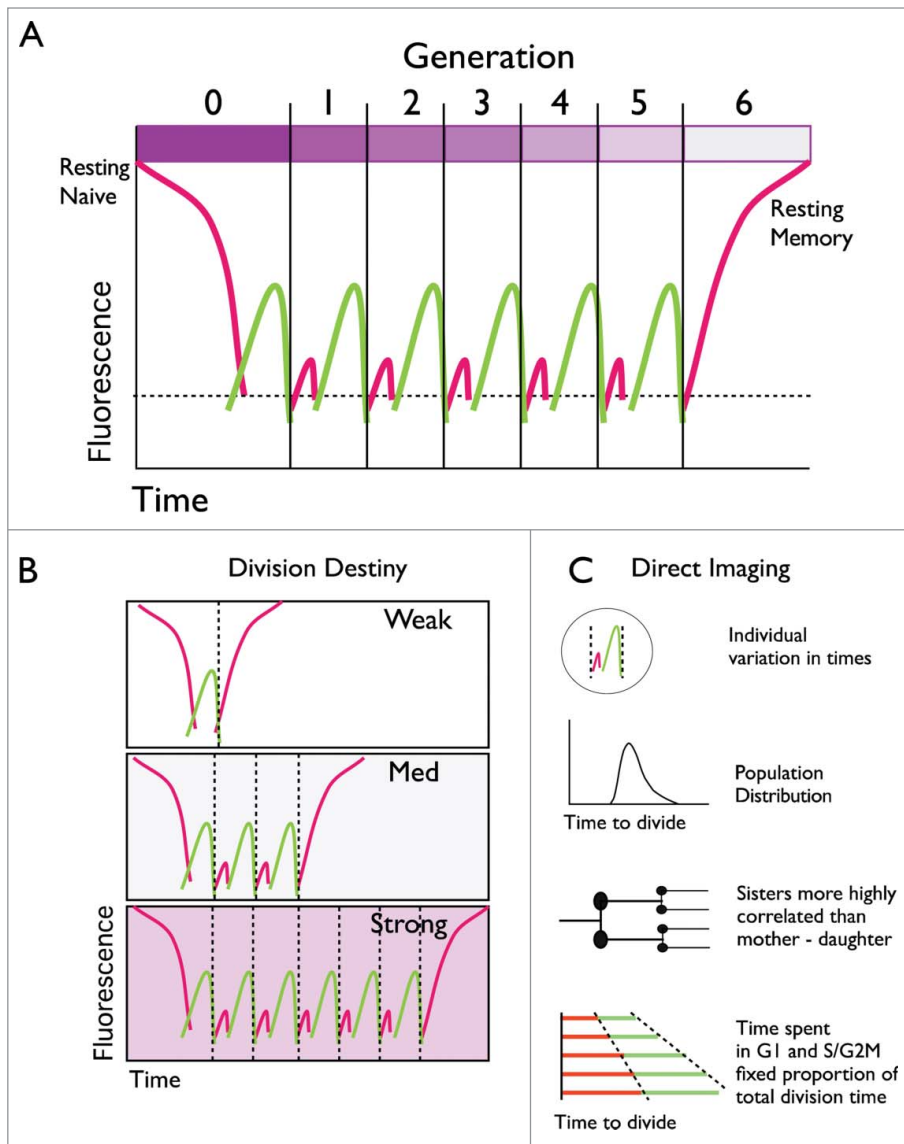 A
Generation
0 1 2 3 4 5 6
Resting
Naive
Resting
Memory
Fluorescence
Time
B
Division Destiny
Weak
Med
Strong
Fluorescence
Time
C
Direct Imaging
Individual
variation in times
Population
Distribution
Time to divide
Sisters more highly
correlated than
mother - daughter
Time spent
in G1 and S/G2M
fixed proportion of
total division time
Time to divide